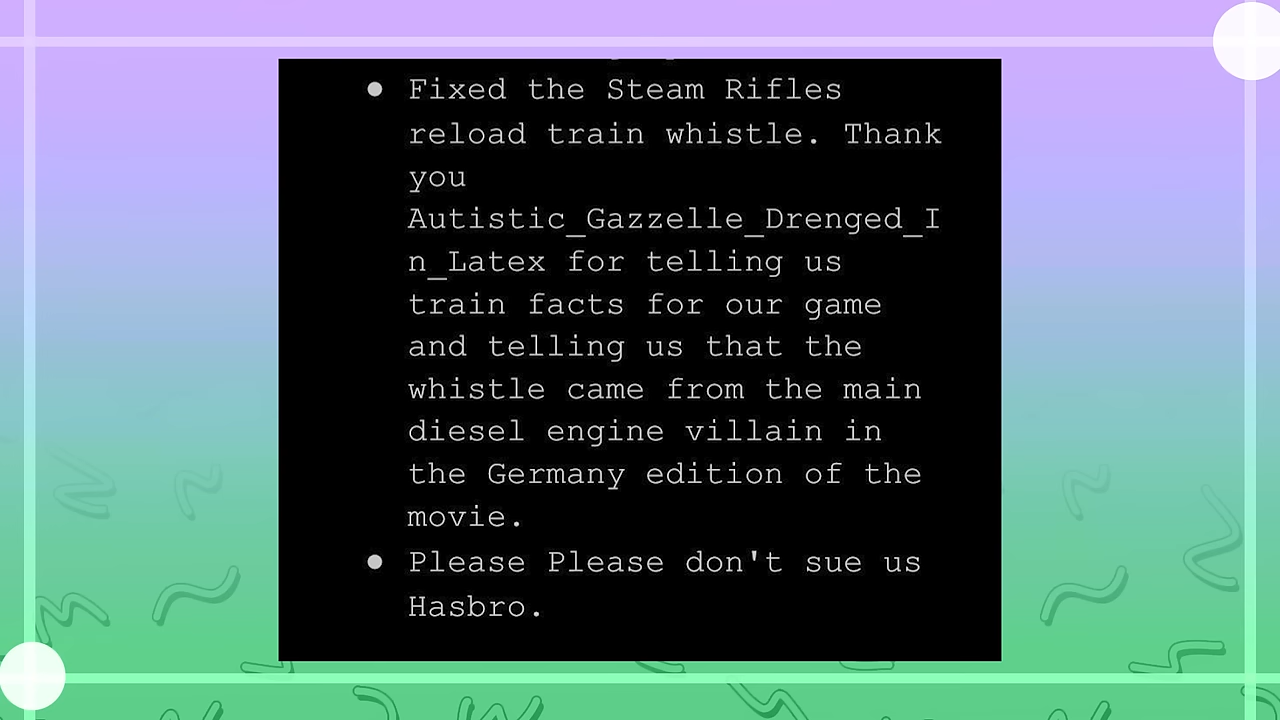 ● Fixed the Steam Rifles
reload train whistle. Thank
you
Autistic_Gazzelle_Drenged_I
n_Latex for telling us
train facts for our game
and telling us that the
whistle came from the main
diesel engine villain in
the Germany edition of the
movie.
● Please Please don't sue us
Hasbro.